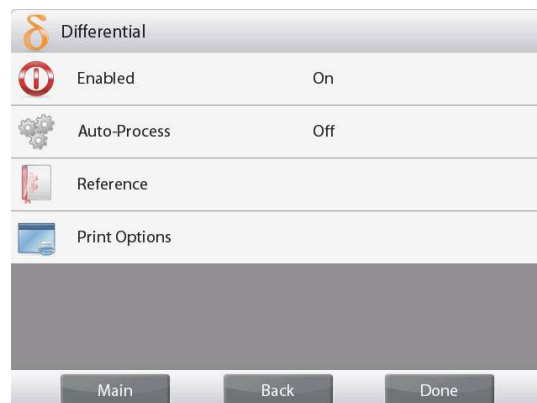 δ Differential
Enabled On
Auto-Process Off
Reference
Print Options
Main Back Done